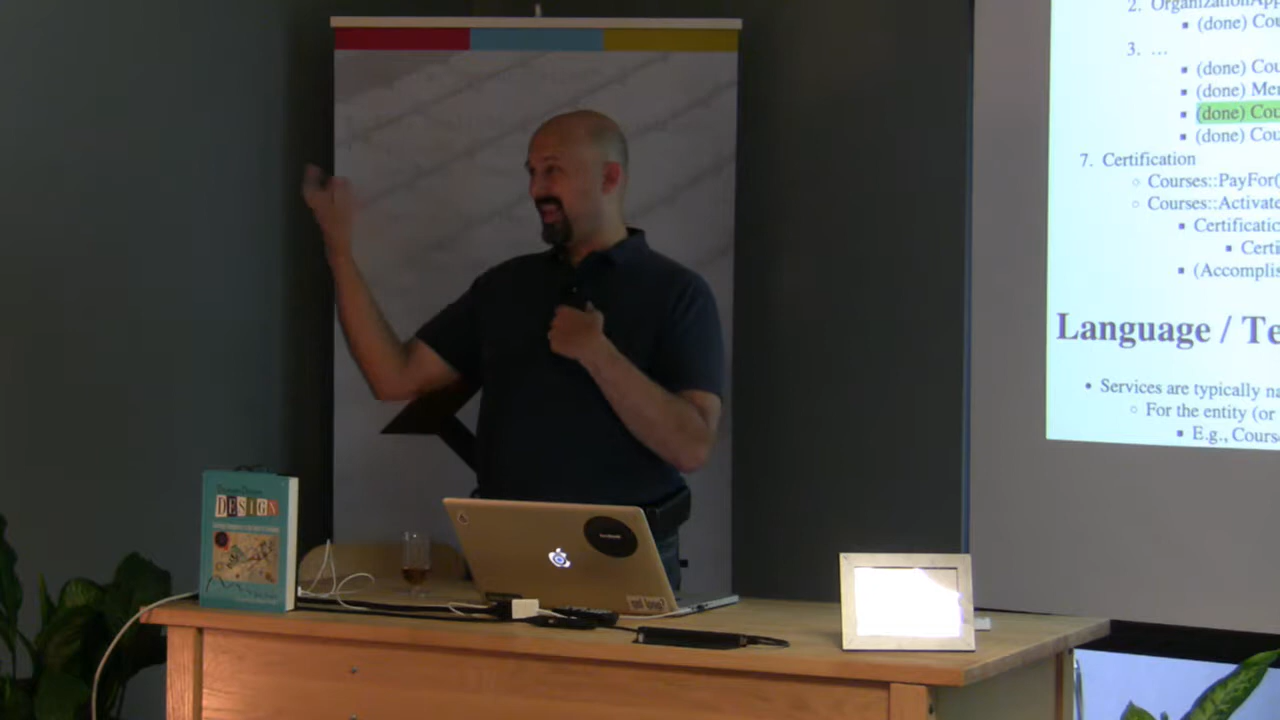 2. OrganizationApp
▪ (done) Cou
3. ...
▪ (done) Cou
▪ (done) Me
▪ (done) Cou
▪ (done) Cou
7. Certification
○ Courses::PayFor(
○ Courses::Activate
▪ Certificatio
▪ Certi
▪ (Accomplis
Language / Te
• Services are typically na
○ For the entity (or
▪ E.g., Cours
DESIGN